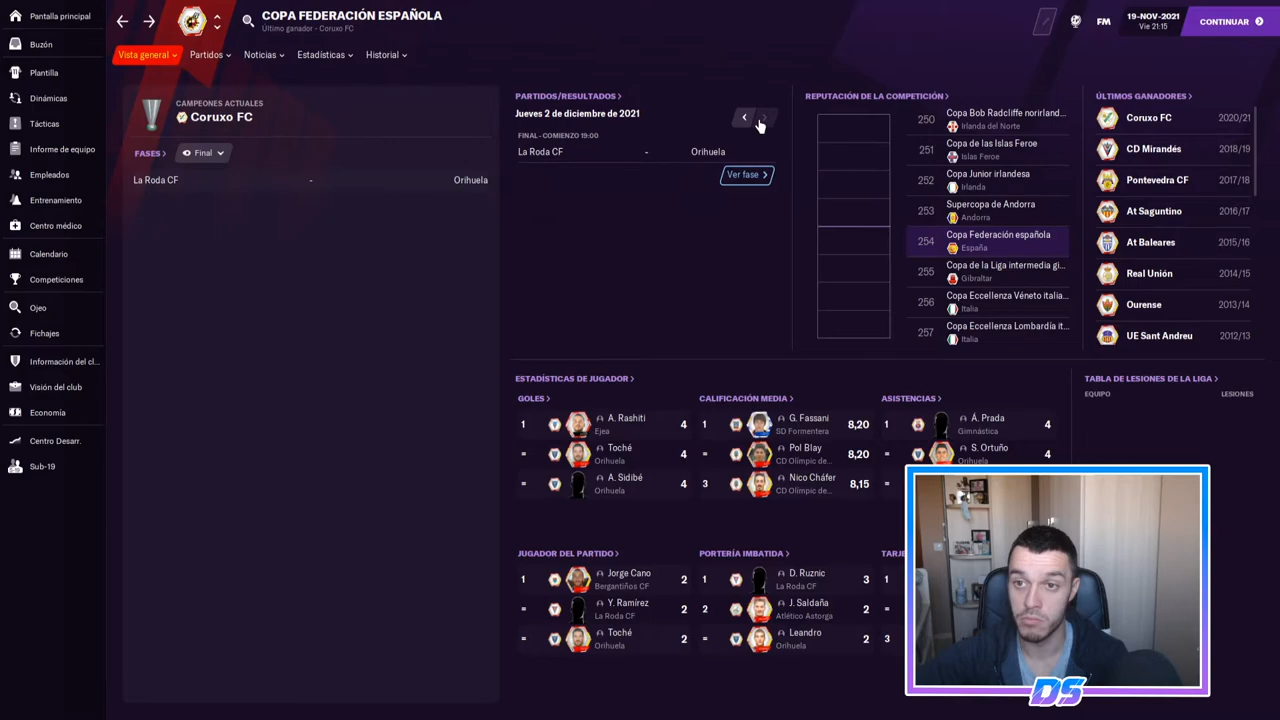 Pantalla principal
Buzón
Plantilla
Dinámicas
Tácticas
Informe de equipo
Empleados
Entrenamiento
Centro médico
Calendario
Competiciones
Ojeo
Fichajes
Información del cl...
Visión del club
Economía
Centro Desarr.
Sub-19
COPA FEDERACIÓN ESPAÑOLA
Último ganador - Coruxo FC
FM
19-NOV-2021
Vie 21:15
CONTINUAR
Vista general
Partidos
Noticias
Estadísticas
Historial
CAMPEONES ACTUALES
Coruxo FC
FASES
Final
La Roda CF - Orihuela
PARTIDOS/RESULTADOS
Jueves 2 de diciembre de 2021
FINAL - COMIENZO 19:00
La Roda CF - Orihuela
Ver fase
REPUTACIÓN DE LA COMPETICIÓN
250 Copa Bob Radcliffe norirland...
Irlanda del Norte
251 Copa de las Islas Feroe
Islas Feroe
252 Copa Junior irlandesa
Irlanda
253 Supercopa de Andorra
Andorra
254 Copa Federación española
España
255 Copa de la Liga intermedia gi...
Gibraltar
256 Copa Eccellenza Véneto italia...
Italia
257 Copa Eccellenza Lombardía it...
Italia
ÚLTIMOS GANADORES
Coruxo FC 2020/21
CD Mirandés 2018/19
Pontevedra CF 2017/18
At Saguntino 2016/17
At Baleares 2015/16
Real Unión 2014/15
Ourense 2013/14
UE Sant Andreu 2012/13
ESTADÍSTICAS DE JUGADOR
GOLES
1 A. Rashiti 4
Ejea
= Toché 4
Orihuela
= A. Sidibé 4
Orihuela
CALIFICACIÓN MEDIA
1 G. Fassani 8,20
SD Formentera
= Pol Blay 8,20
CD Olímpic de...
3 Nico Cháfer 8,15
CD Olímpic de...
ASISTENCIAS
1 Á. Prada 4
Gimnástica
= S. Ortuño 4
Orihuela
=
TABLA DE LESIONES DE LA LIGA
EQUIPO LESIONES
JUGADOR DEL PARTIDO
1 Jorge Cano 2
Bergantiños CF
= Y. Ramírez 2
La Roda CF
= Toché 2
Orihuela
PORTERÍA IMBATIDA
1 D. Ruznic 3
La Roda CF
2 J. Saldaña 2
Atlético Astorga
= Leandro 2
Orihuela
TARJE
1
=
3
DS